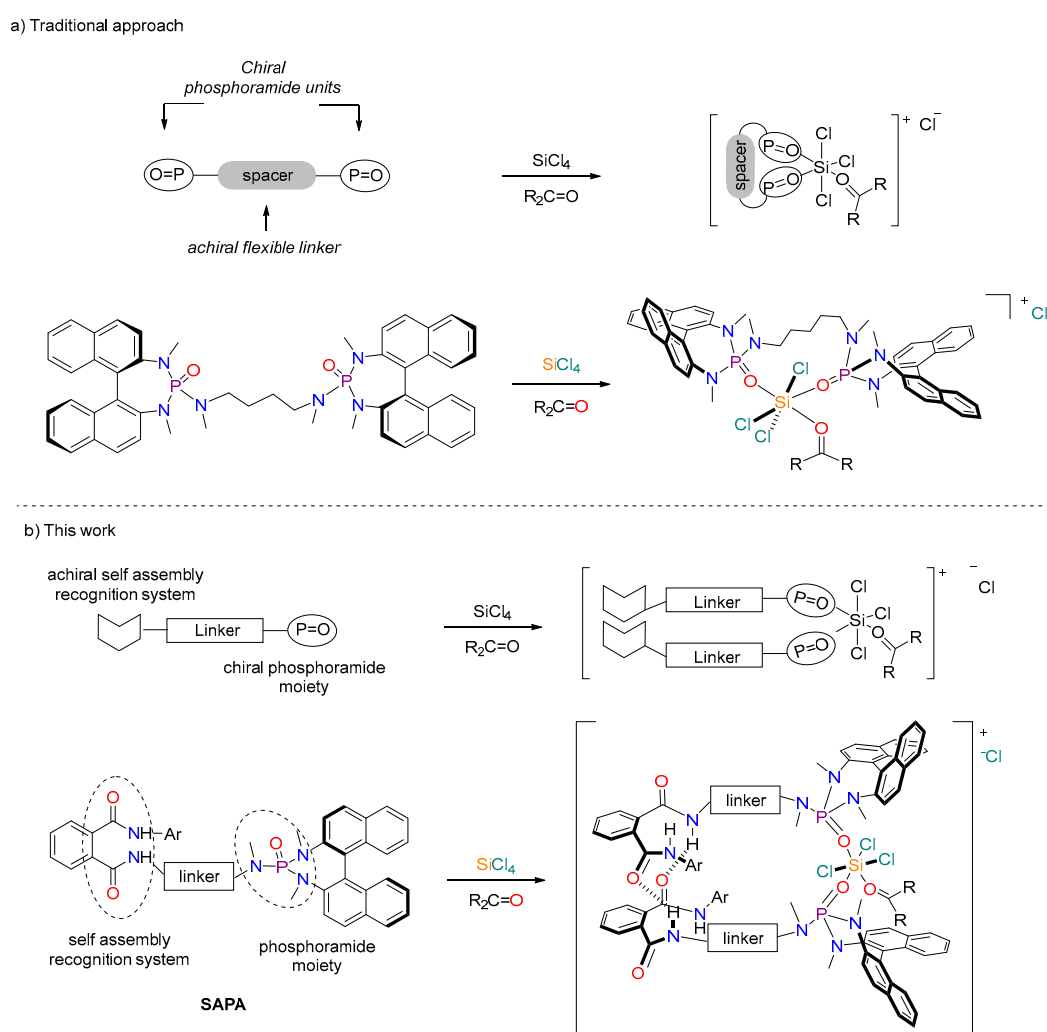 a) Traditional approach
Chiral
phosphoramide units
O=P
spacer
P=O
achiral flexible linker
SiCl4
R2C=O
spacer
P=O
P=O
Si
Cl
Cl
Cl
O
R
R
+ Cl−
N
N
P
O
N
N
O
P
N
N
SiCl4
R2C=O
N
N
P
N
O
Si
Cl
Cl
Cl
O
R
R
O
P
N
N
N
+
Cl
b) This work
achiral self assembly
recognition system
Linker
P=O
chiral phosphoramide
moiety
SiCl4
R2C=O
Linker
P=O
Linker
P=O
Si
Cl
Cl
Cl
O
R
R
+
−
Cl
O
NH-Ar
NH
O
linker
N
P
O
N
N
self assembly
recognition system
phosphoramide
moiety
SAPA
SiCl4
R2C=O
O
N
H
H
N
Ar
O
O
H
N
Ar
H
N
O
linker
linker
N
P
N
N
O
Si
Cl
Cl
Cl
O
R
R
O
N
P
N
N
+
−Cl